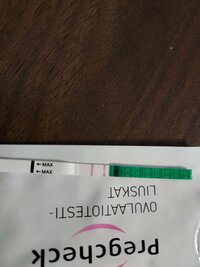 MAX
MAX
OVULAATIOTESTI-
LIUSKAT
Pregcheck